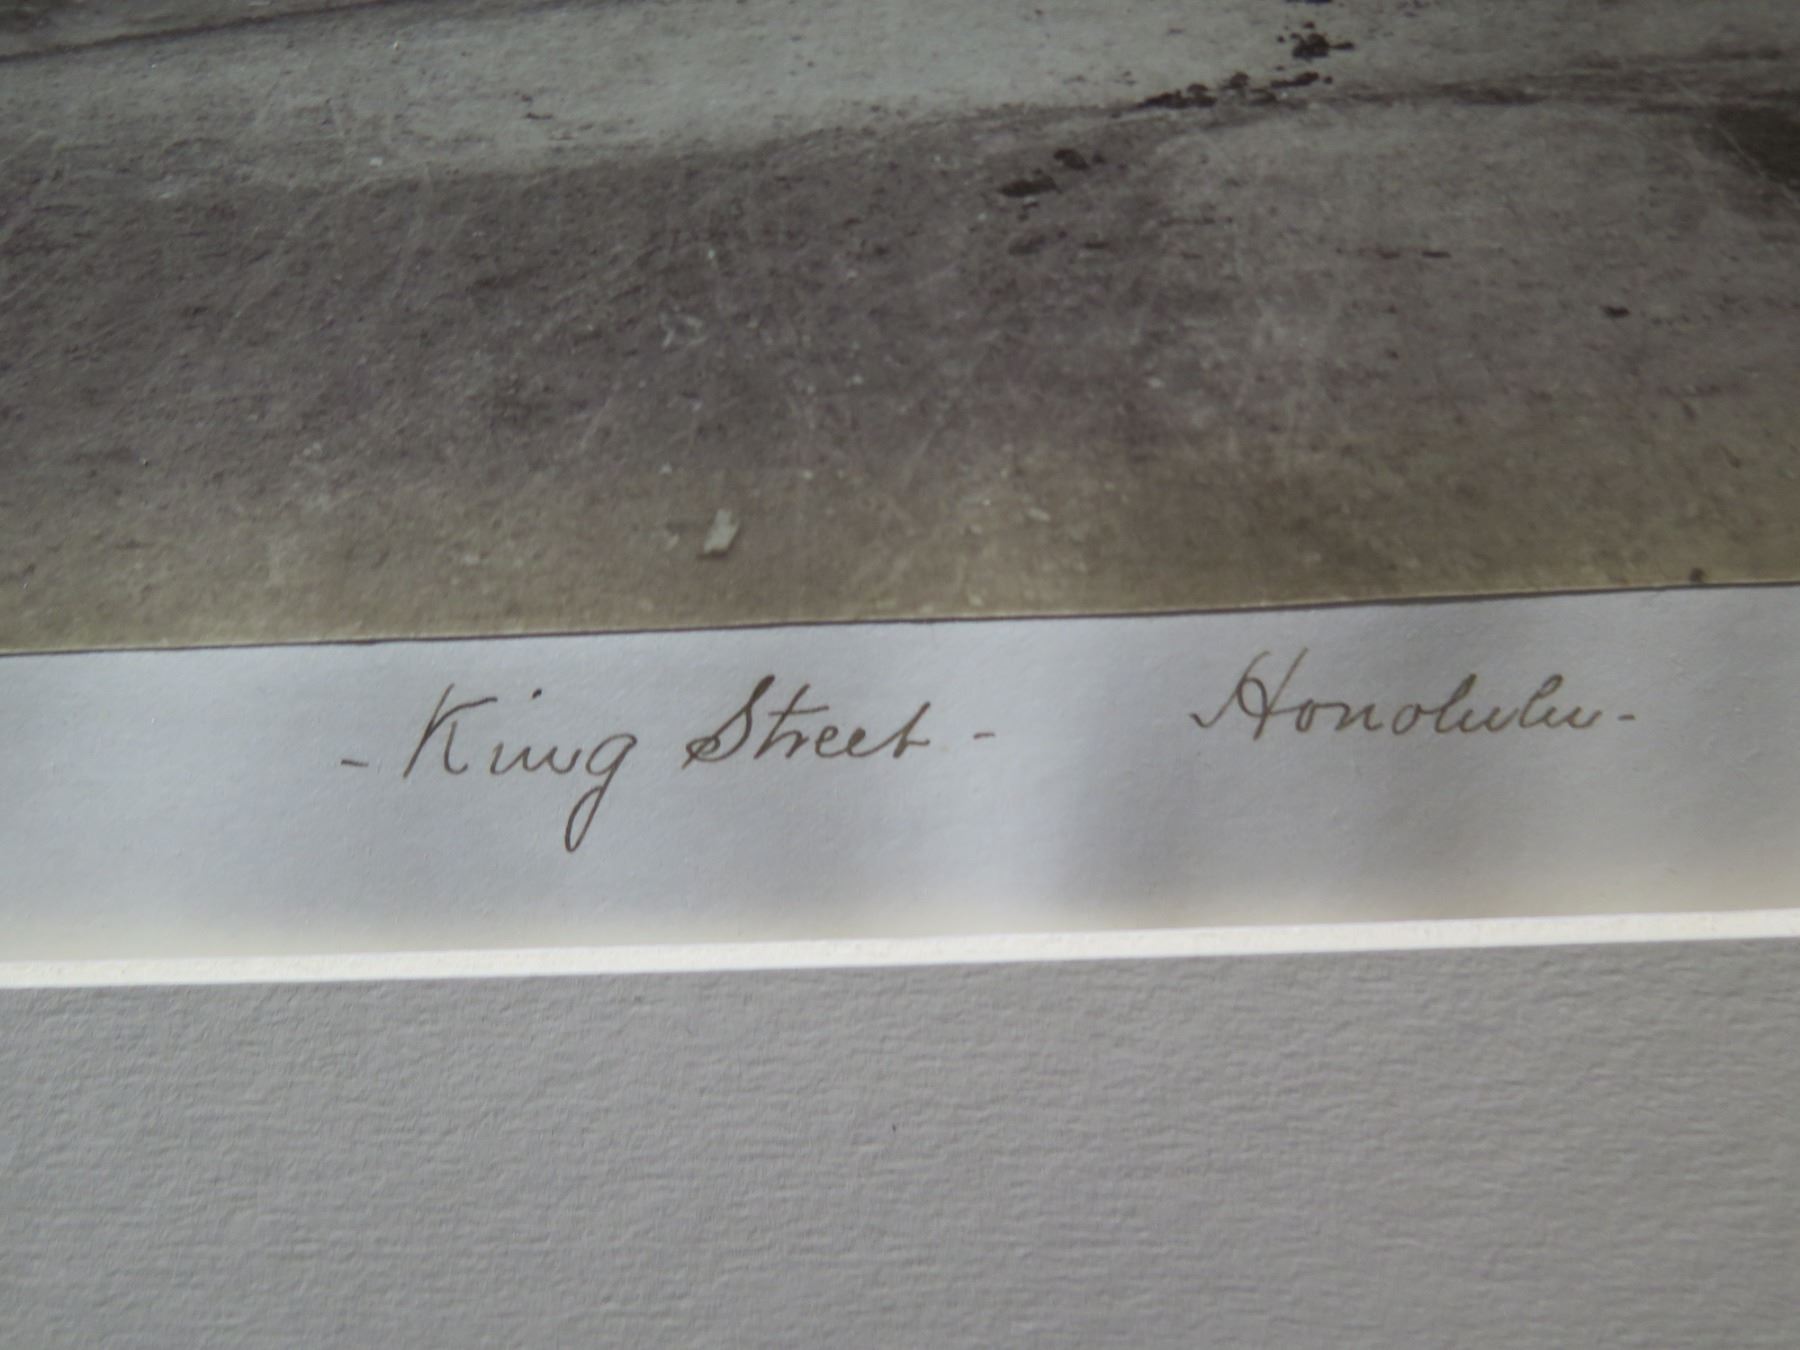 - King Street - Honolulu -